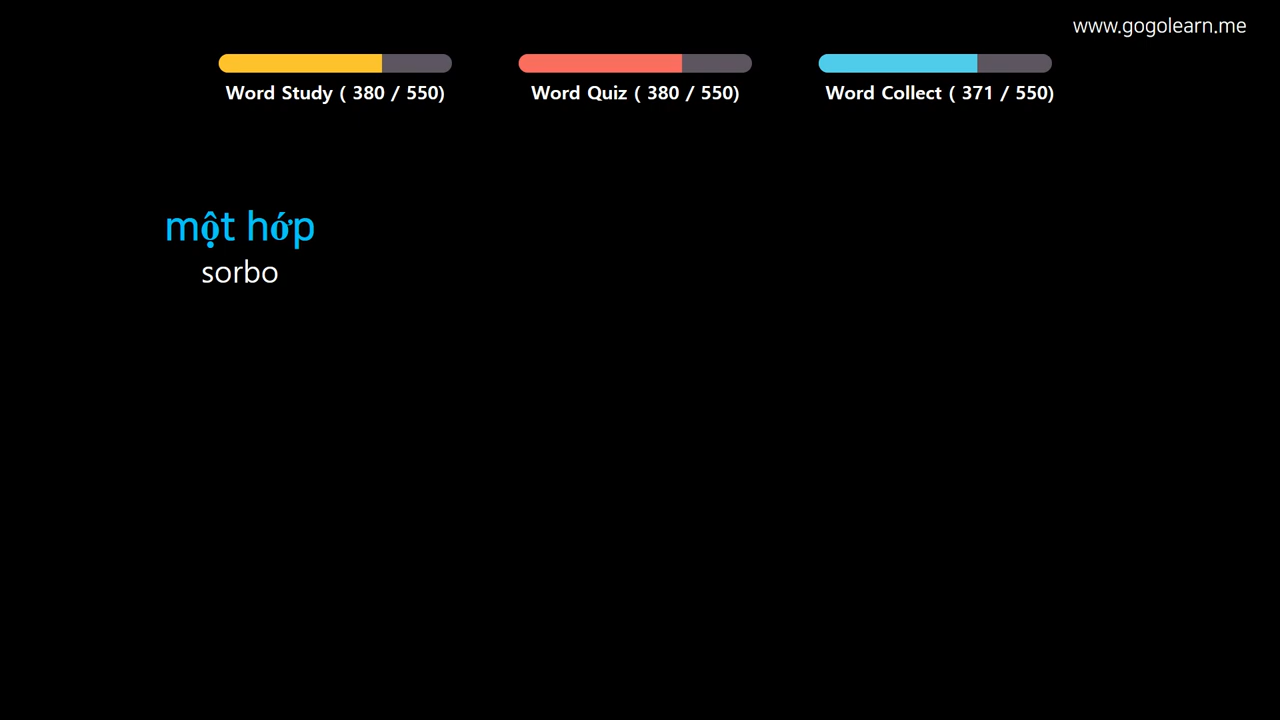 www.gogolearn.me
Word Study ( 380 / 550)
Word Quiz ( 380 / 550)
Word Collect ( 371 / 550)
một hớp
sorbo